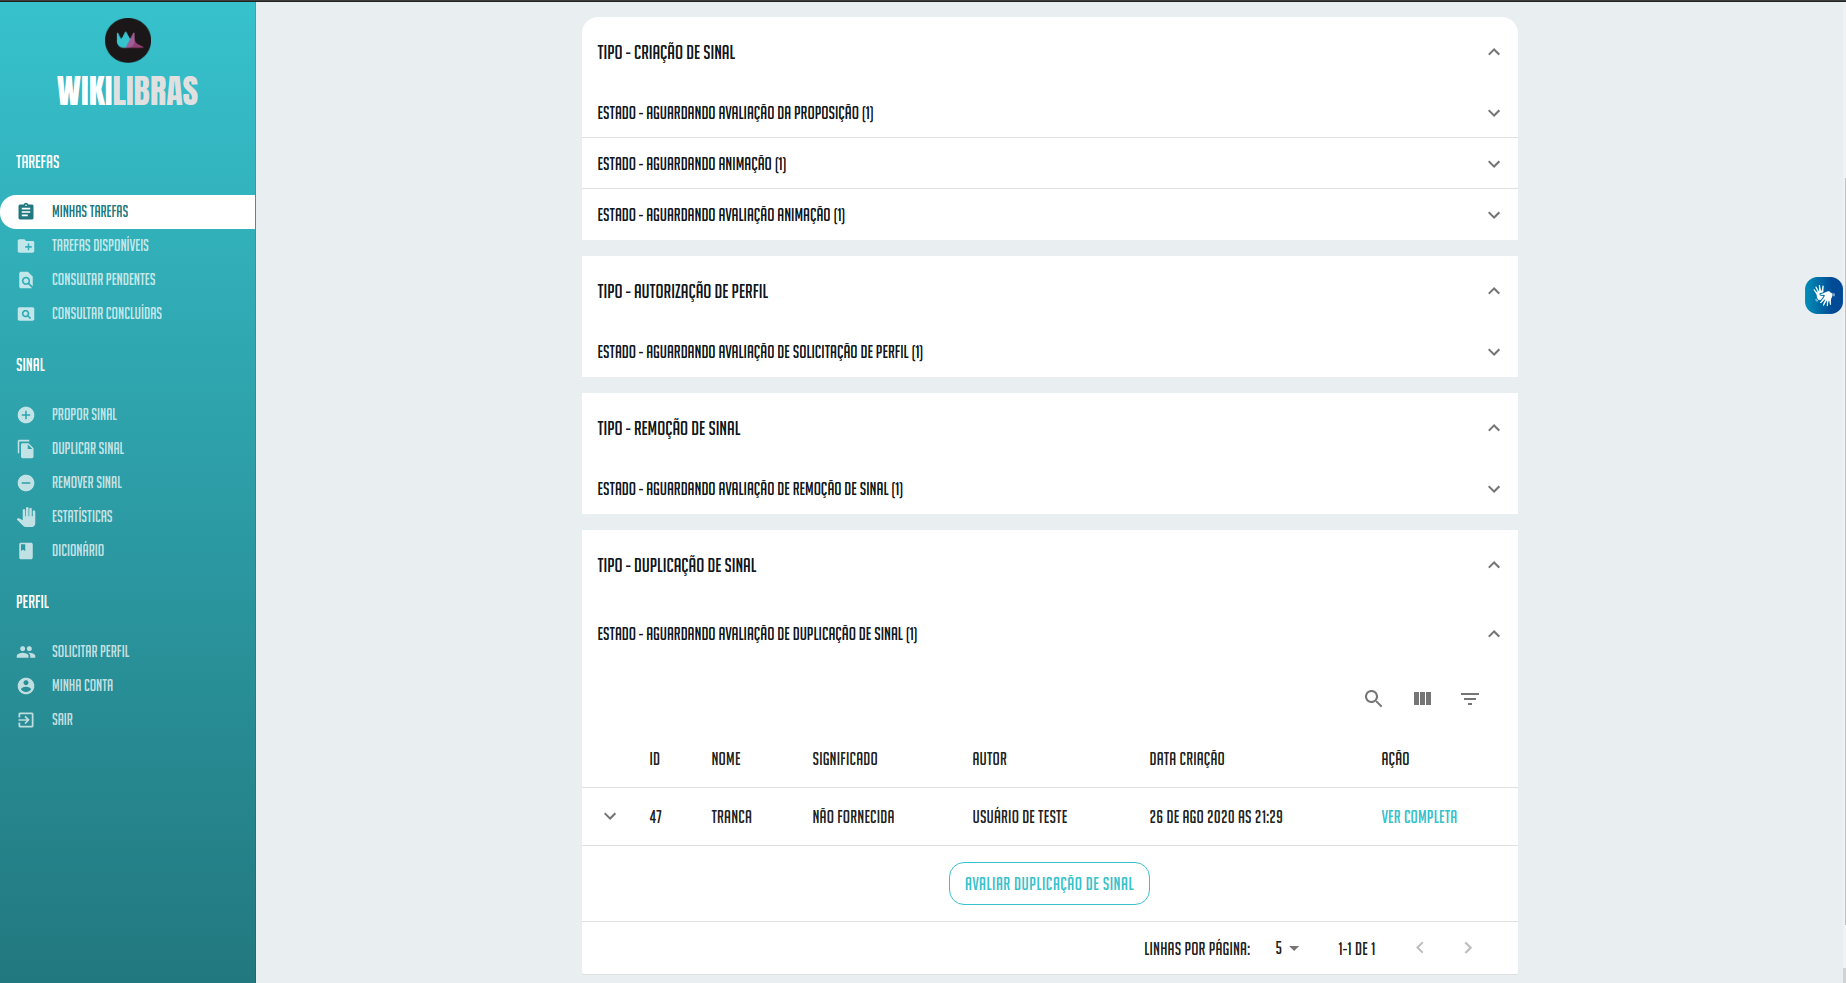 WIKILIBRAS
TAREFAS
MINHAS TAREFAS
TAREFAS DISPONÍVEIS
CONSULTAR PENDENTES
CONSULTAR CONCLUÍDAS
SINAL
PROPOR SINAL
DUPLICAR SINAL
REMOVER SINAL
ESTATÍSTICAS
DICIONÁRIO
PERFIL
SOLICITAR PERFIL
MINHA CONTA
SAIR
TIPO - CRIAÇÃO DE SINAL
ESTADO - AGUARDANDO AVALIAÇÃO DA PROPOSIÇÃO (1)
ESTADO - AGUARDANDO ANIMAÇÃO (1)
ESTADO - AGUARDANDO AVALIAÇÃO ANIMAÇÃO (1)
TIPO - AUTORIZAÇÃO DE PERFIL
ESTADO - AGUARDANDO AVALIAÇÃO DE SOLICITAÇÃO DE PERFIL (1)
TIPO - REMOÇÃO DE SINAL
ESTADO - AGUARDANDO AVALIAÇÃO DE REMOÇÃO DE SINAL (1)
TIPO - DUPLICAÇÃO DE SINAL
ESTADO - AGUARDANDO AVALIAÇÃO DE DUPLICAÇÃO DE SINAL (1)
ID NOME SIGNIFICADO AUTOR DATA CRIAÇÃO AÇÃO
47 TRANCA NÃO FORNECIDA USUÁRIO DE TESTE 26 DE AGO 2020 AS 21:29 VER COMPLETA
AVALIAR DUPLICAÇÃO DE SINAL
LINHAS POR PÁGINA: 5 1-1 DE 1